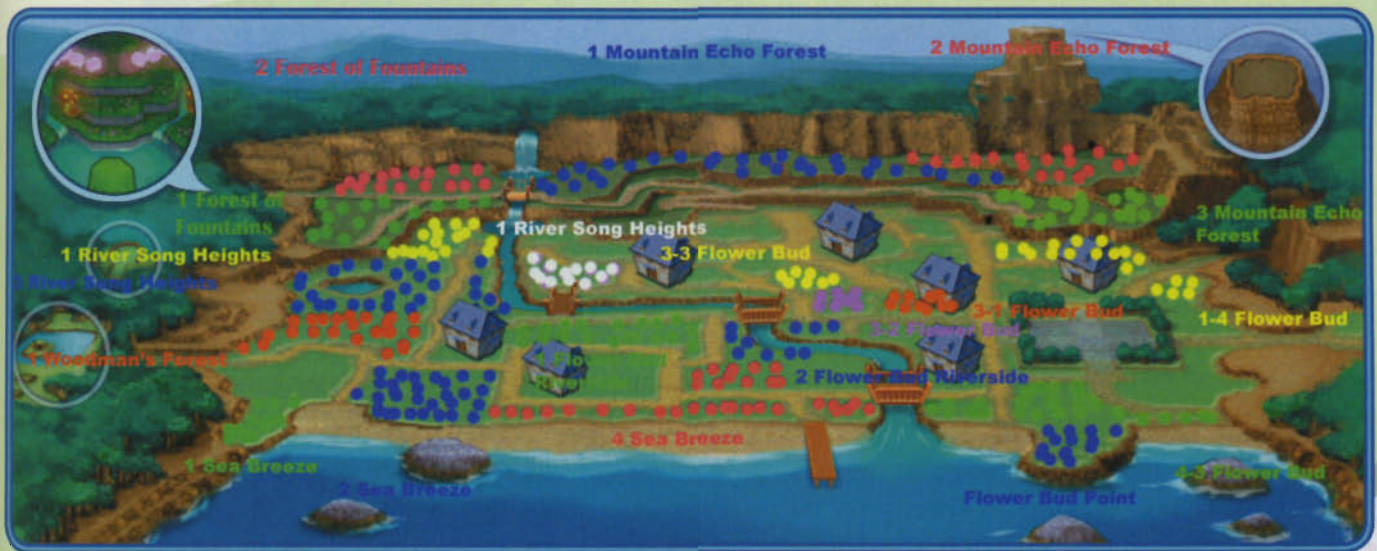 1 Mountain Echo Forest
2 Mountain Echo Forest
2 Forest of Fountains
1 Forest of
Fountains
3 Mountain Echo
Forest
1 River Song Heights
1 River Song Heights
3-3 Flower Bud
River Song Heights
3-1 Flower Bud
1-4 Flower Bud
3-2 Flower Bud
1 Woodman's Forest
2 Flower Bud Riverside
4 Sea Breeze
1 Sea Breeze
2 Sea Breeze
4-3 Flower Bud
Flower Bud Point